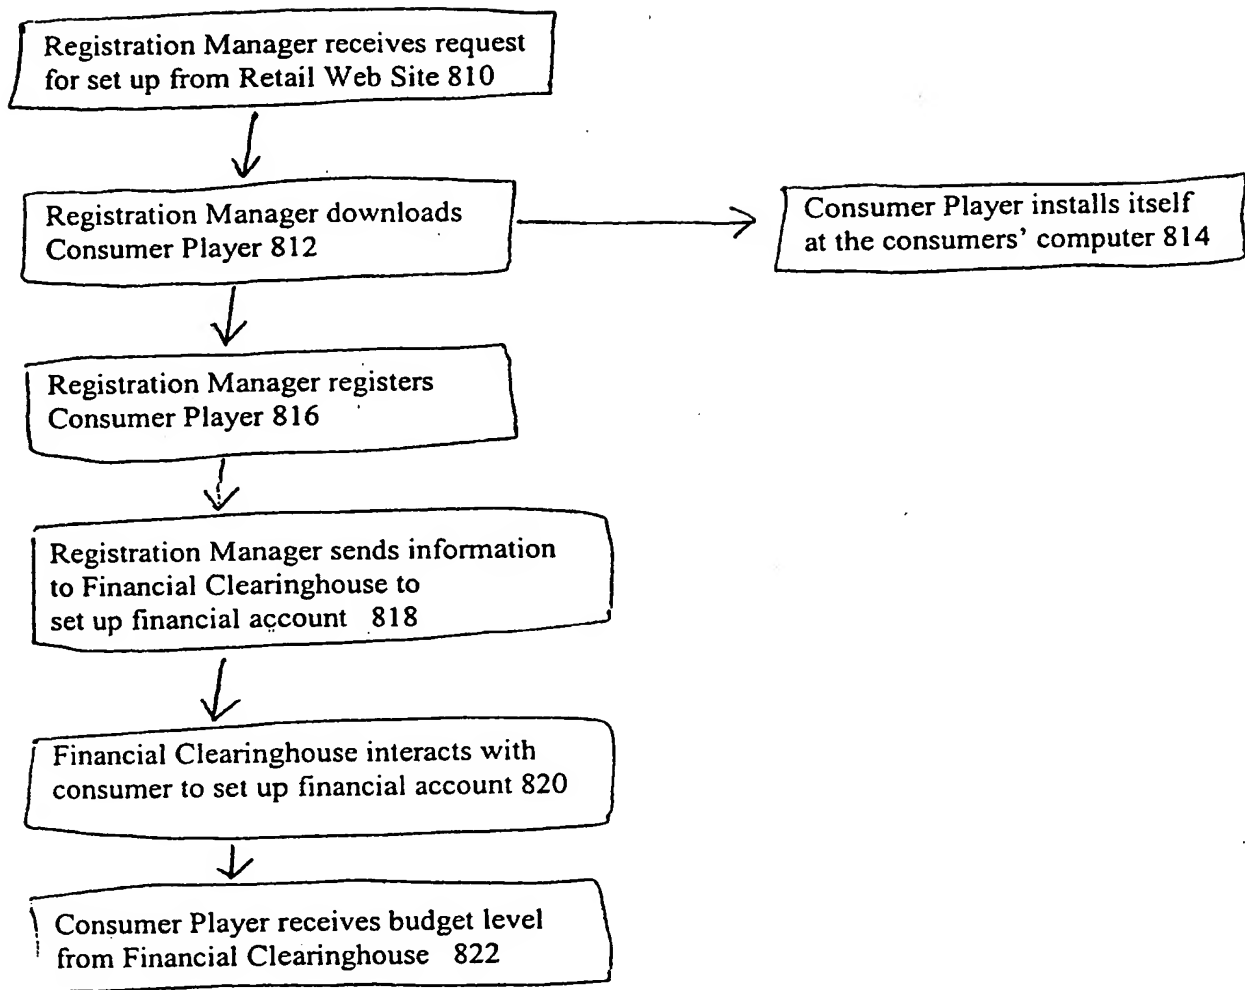 Registration Manager receives request
for set up from Retail Web Site 810
Registration Manager downloads
Consumer Player 812
Consumer Player installs itself
at the consumers' computer 814
Registration Manager registers
Consumer Player 816
Registration Manager sends information
to Financial Clearinghouse to
set up financial account 818
Financial Clearinghouse interacts with
consumer to set up financial account 820
Consumer Player receives budget level
from Financial Clearinghouse 822